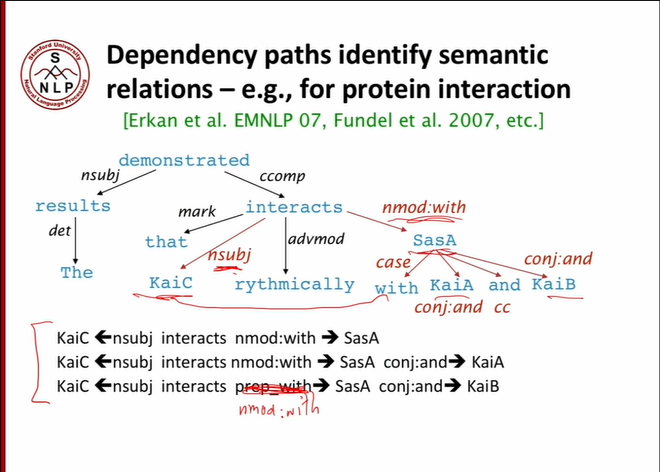 Stanford University
S
NLP
Natural Language Processing
Dependency paths identify semantic
relations – e.g., for protein interaction
[Erkan et al. EMNLP 07, Fundel et al. 2007, etc.]
demonstrated
nsubj ccomp
results mark interacts nmod:with
det that nsubj advmod SasA
The case conj:and
KaiC rythmically with KaiA and KaiB
conj:and cc
KaiC 🡰nsubj interacts nmod:with 🡲 SasA
KaiC 🡰nsubj interacts nmod:with 🡲 SasA conj:and🡲 KaiA
KaiC 🡰nsubj interacts prep_with🡲 SasA conj:and🡲 KaiB
nmod:with